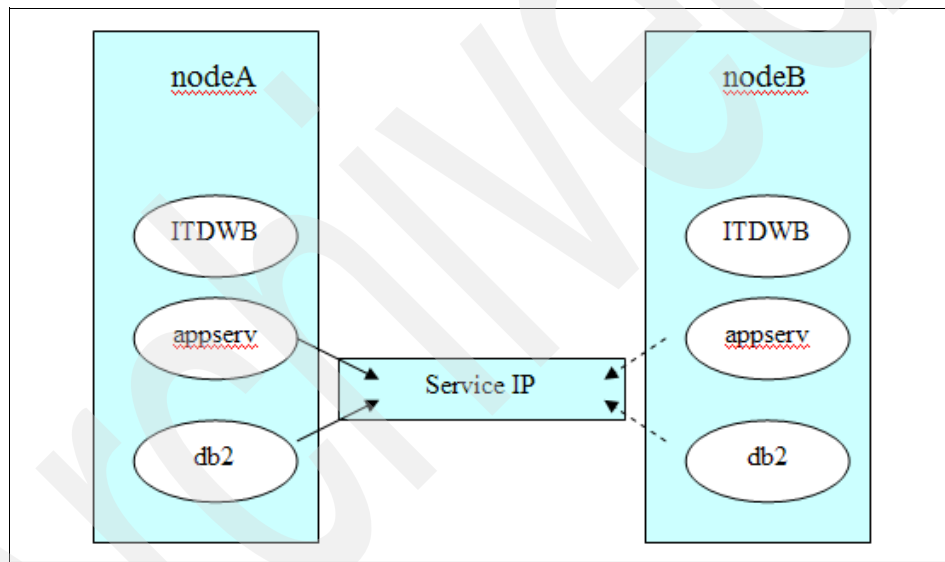 nodeA
nodeB
ITDWB
ITDWB
appserv
appserv
Service IP
db2
db2